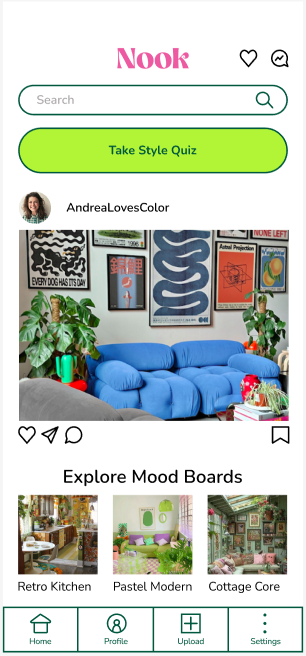 Nook
Search
Take Style Quiz
AndreaLovesColor
NONE LEFT
Astral Projection
EVERY DOG HAS ITS DAY
Explore Mood Boards
Retro Kitchen
Pastel Modern
Cottage Core
Home
Profile
Upload
Settings